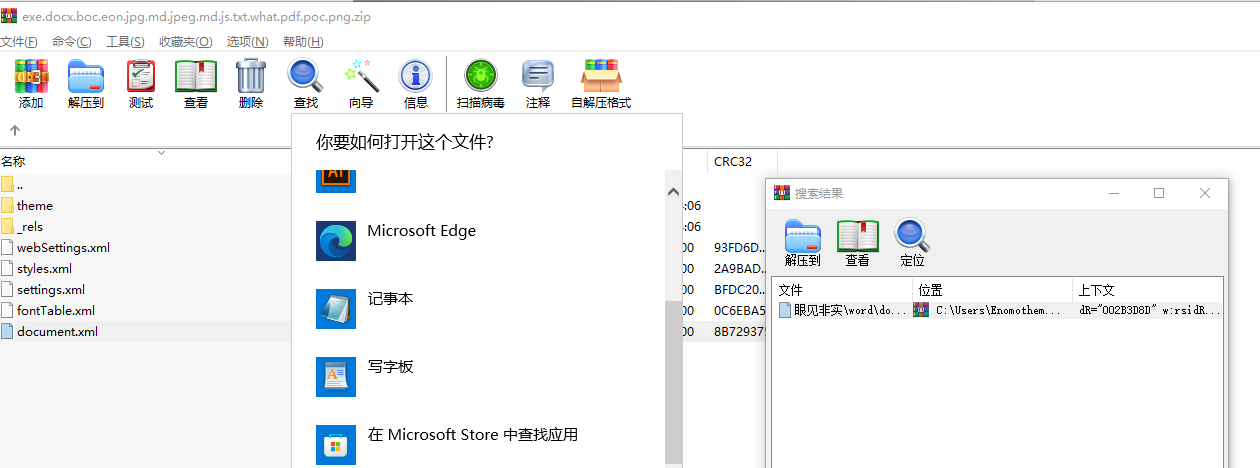 exe.docx.boc.eon.jpg.md.jpeg.md.js.txt.what.pdf.poc.png.zip
文件(F) 命令(C) 工具(S) 收藏夹(O) 选项(N) 帮助(H)
添加 解压到 测试 查看 删除 查找 向导 信息 扫描病毒 注释 自解压格式
名称
CRC32
..
theme
:06
_rels
:06
webSettings.xml
00 93FD6D...
styles.xml
00 2A9BAD...
settings.xml
00 BFDC20...
fontTable.xml
00 0C6EBA5
document.xml
00 8B72937
你要如何打开这个文件?
Ai
Microsoft Edge
记事本
写字板
在 Microsoft Store 中查找应用
搜索结果
解压到 查看 定位
文件 位置 上下文
眼见非实\word\do... C:\Users\Enomothem... dR="002B3D8D" w:rsidR...